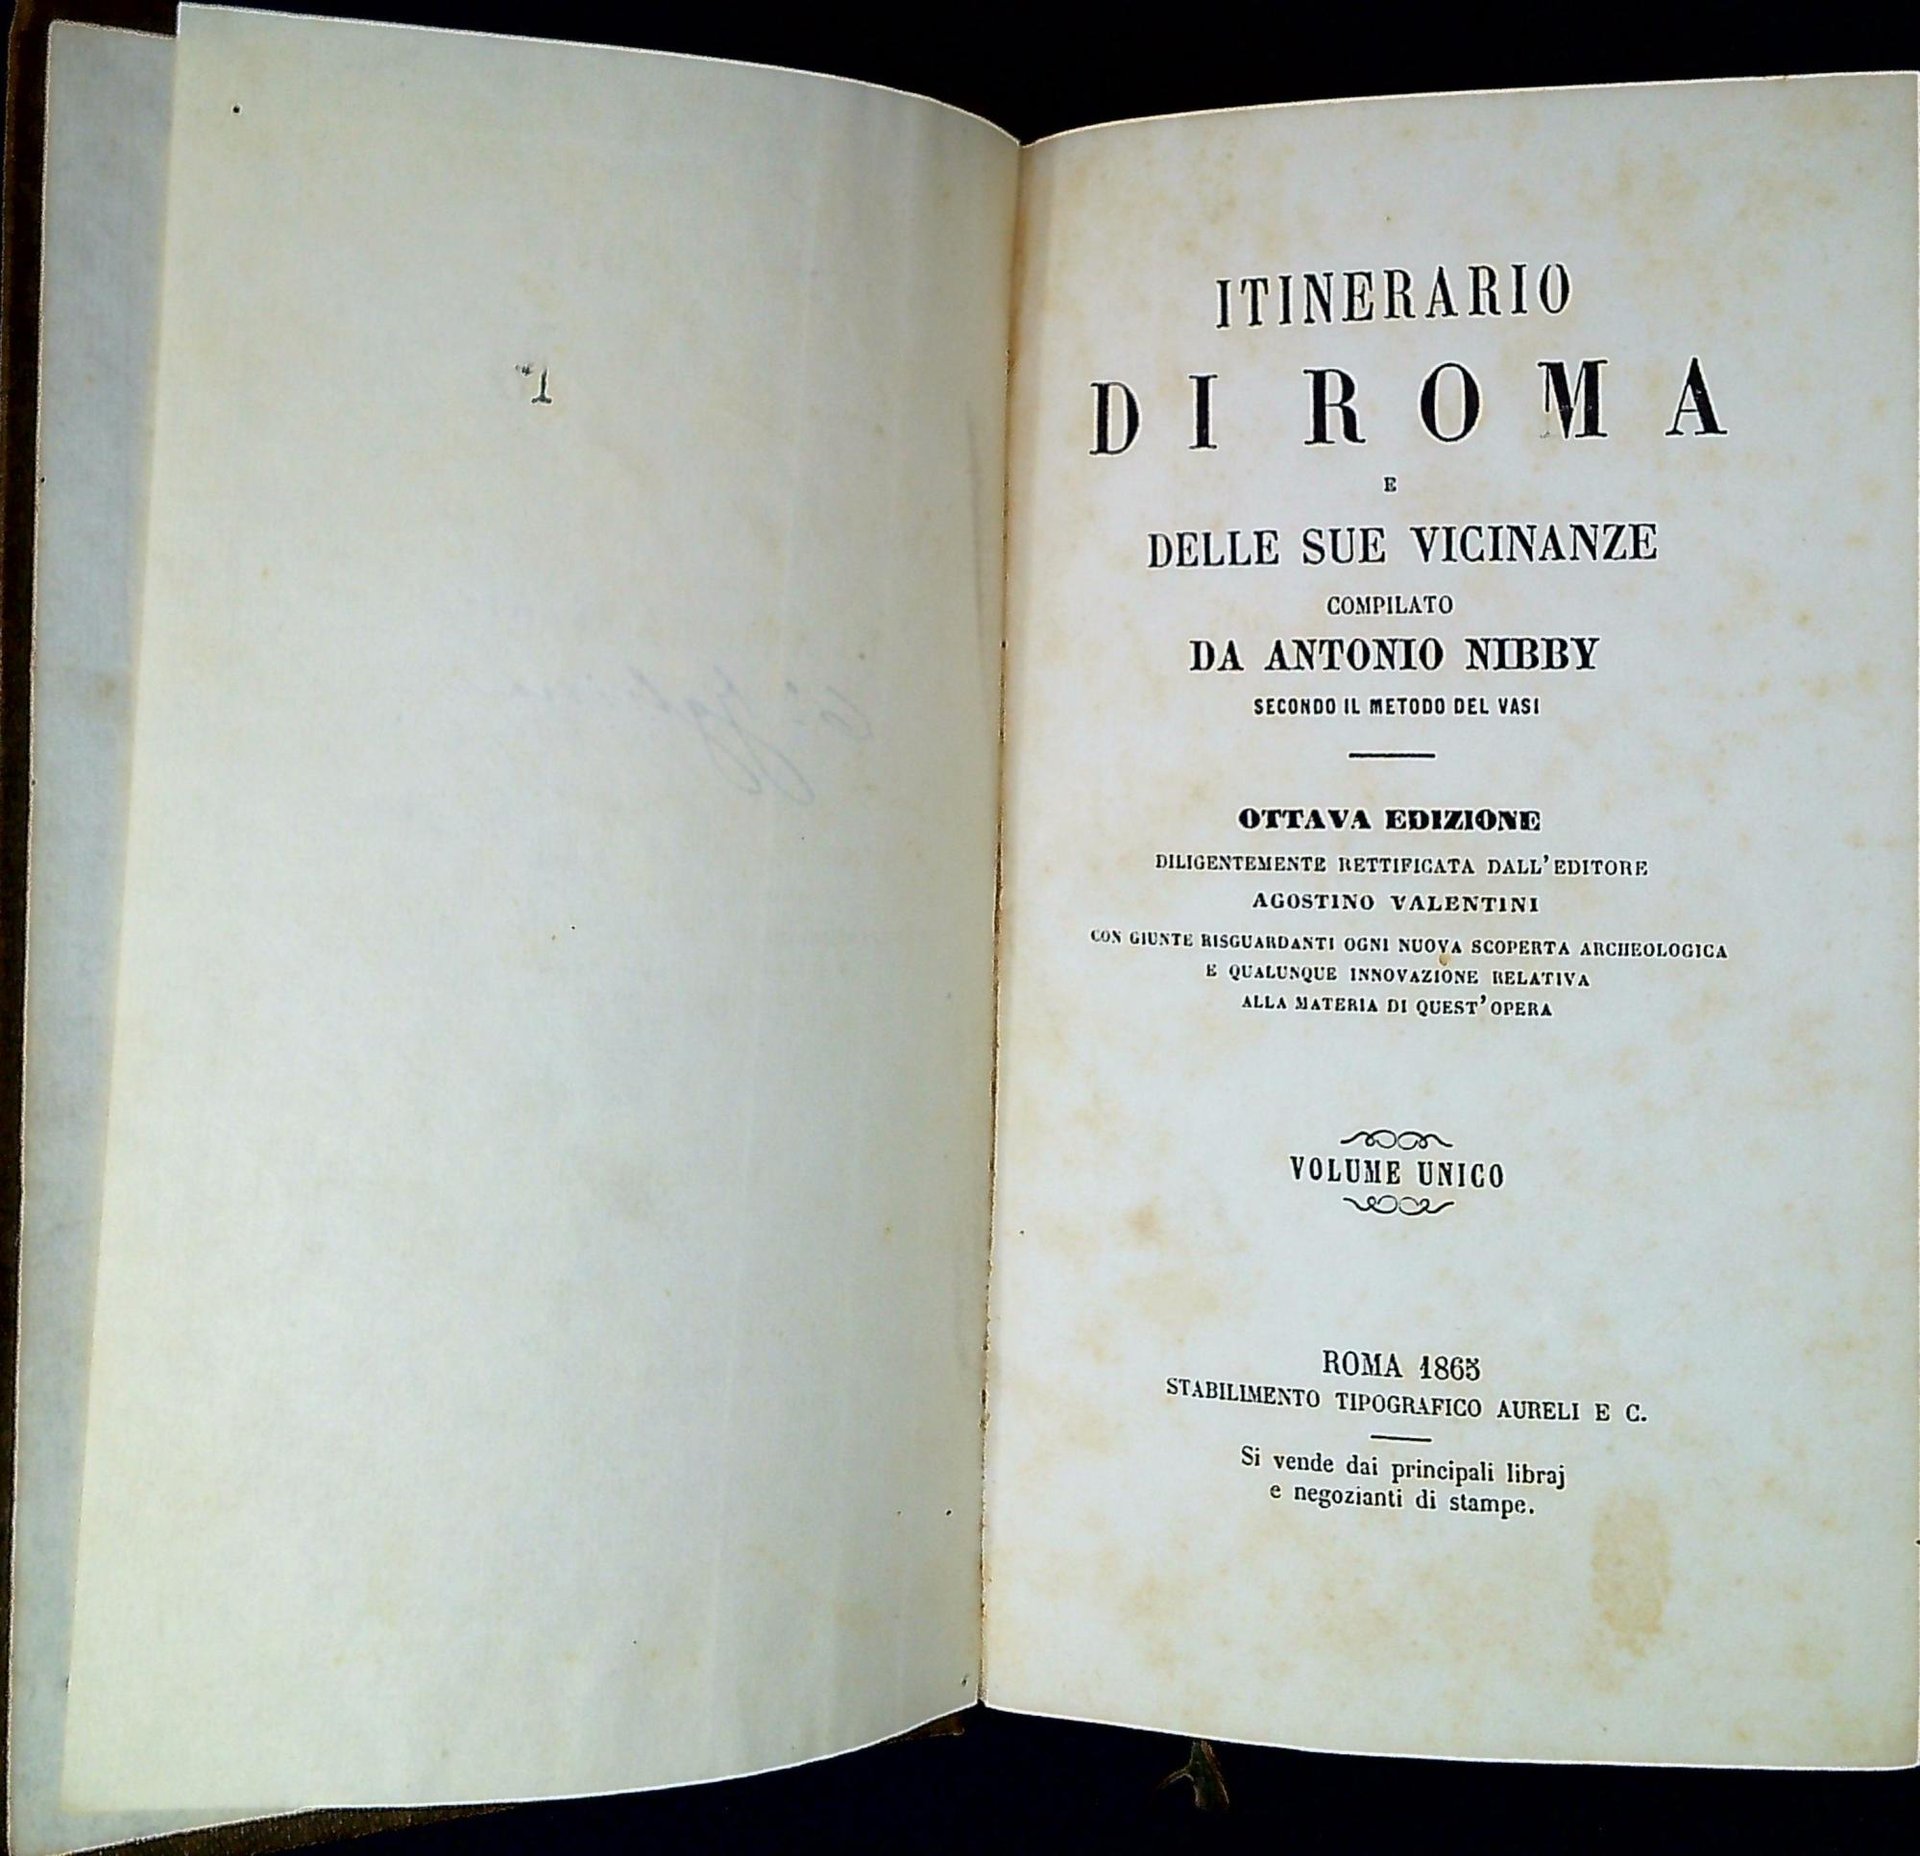 ITINERARIO
DI ROMA
E
DELLE SUE VICINANZE
COMPILATO
DA ANTONIO NIBBY
SECONDO IL METODO DEL VASI
OTTAVA EDIZIONE
DILIGENTEMENTE RETTIFICATA DALL'EDITORE
AGOSTINO VALENTINI
CON GIUNTE RISGUARDANTI OGNI NUOVA SCOPERTA ARCHEOLOGICA
E QUALUNQUE INNOVAZIONE RELATIVA
ALLA MATERIA DI QUEST'OPERA
VOLUME UNICO
ROMA 1865
STABILIMENTO TIPOGRAFICO AURELI E C.
Si vende dai principali libraj
e negozianti di stampe.